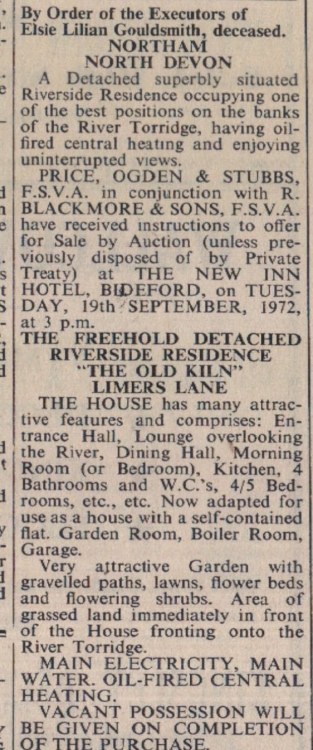 By Order of the Executors of
Elsie Lilian Gouldsmith, deceased.
NORTHAM
NORTH DEVON
A Detached superbly situated
Riverside Residence occupying one
of the best positions on the banks
of the River Torridge, having oil-
fired central heating and enjoying
uninterrupted views.
PRICE, OGDEN & STUBBS,
F.S.V.A. in conjunction with R.
BLACKMORE & SONS, F.S.V.A.
have received instructions to offer
for Sale by Auction (unless pre-
viously disposed of by Private
Treaty) at THE NEW INN
HOTEL, BIDEFORD, on TUES-
DAY, 19th SEPTEMBER, 1972,
at 3 p.m.
THE FREEHOLD DETACHED
RIVERSIDE RESIDENCE
"THE OLD KILN"
LIMERS LANE
THE HOUSE has many attrac-
tive features and comprises: En-
trance Hall, Lounge overlooking
the River, Dining Hall, Morning
Room (or Bedroom), Kitchen, 4
Bathrooms and W.C.'s, 4/5 Bed-
rooms, etc., etc. Now adapted for
use as a house with a self-contained
flat. Garden Room, Boiler Room,
Garage.
Very attractive Garden with
gravelled paths, lawns, flower beds
and flowering shrubs. Area of
grassed land immediately in front
of the House fronting onto the
River Torridge.
MAIN ELECTRICITY, MAIN
WATER. OIL-FIRED CENTRAL
HEATING.
VACANT POSSESSION WILL
BE GIVEN ON COMPLETION
OF THE PURCHASE.